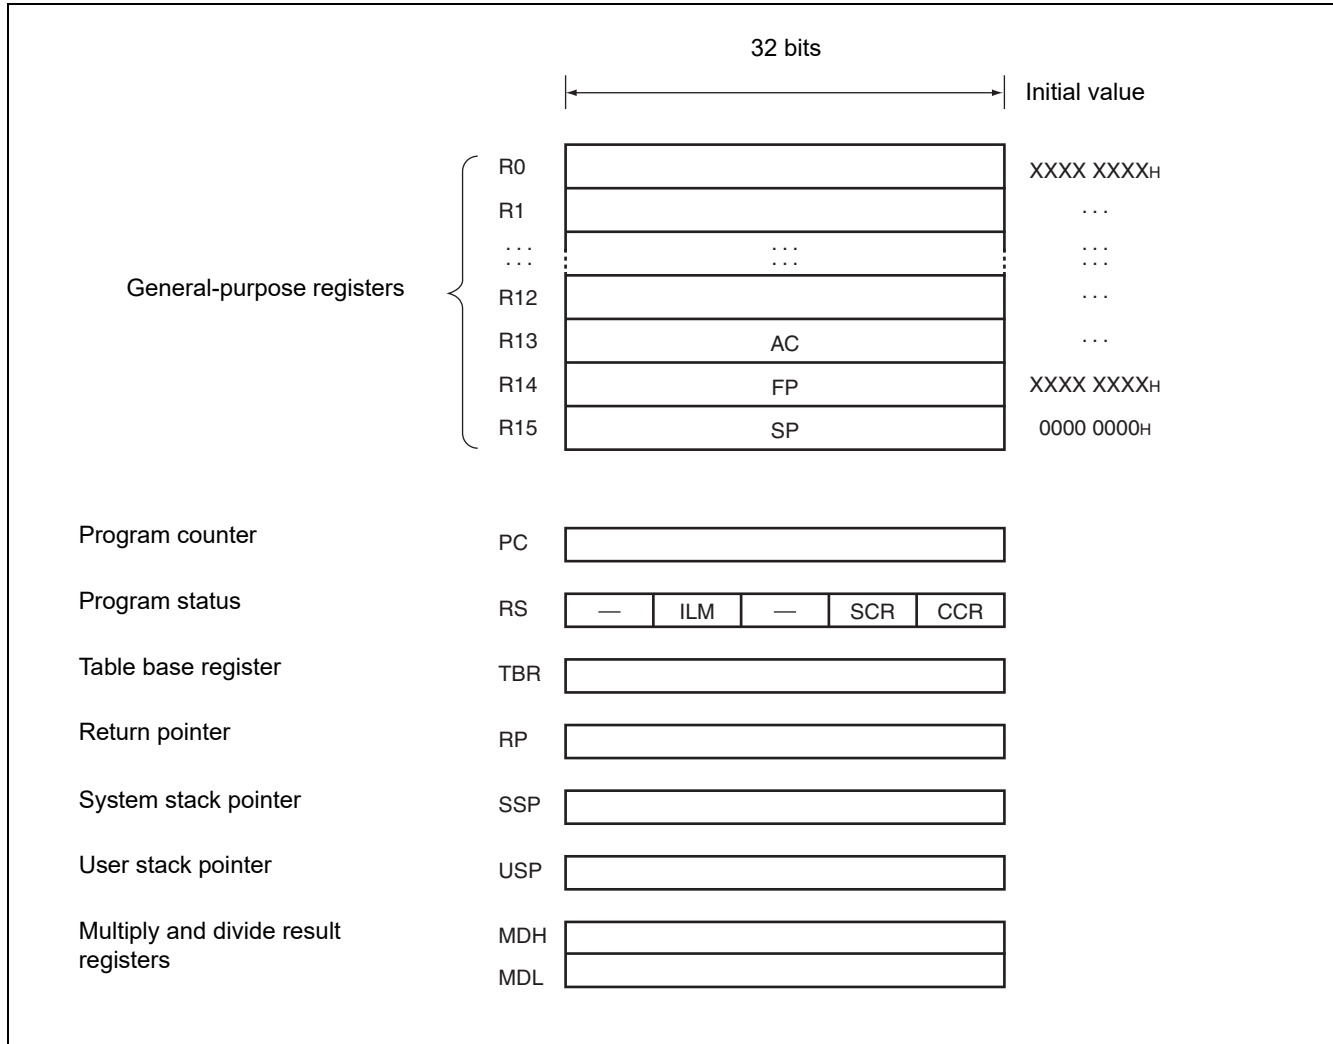 32 bits
Initial value
R0 XXXX XXXXH
R1 ...
... ... ...
... ... ...
General-purpose registers
R12 ...
R13 AC ...
R14 FP XXXX XXXXH
R15 SP 0000 0000H
Program counter PC
Program status RS — ILM — SCR CCR
Table base register TBR
Return pointer RP
System stack pointer SSP
User stack pointer USP
Multiply and divide result MDH
registers MDL